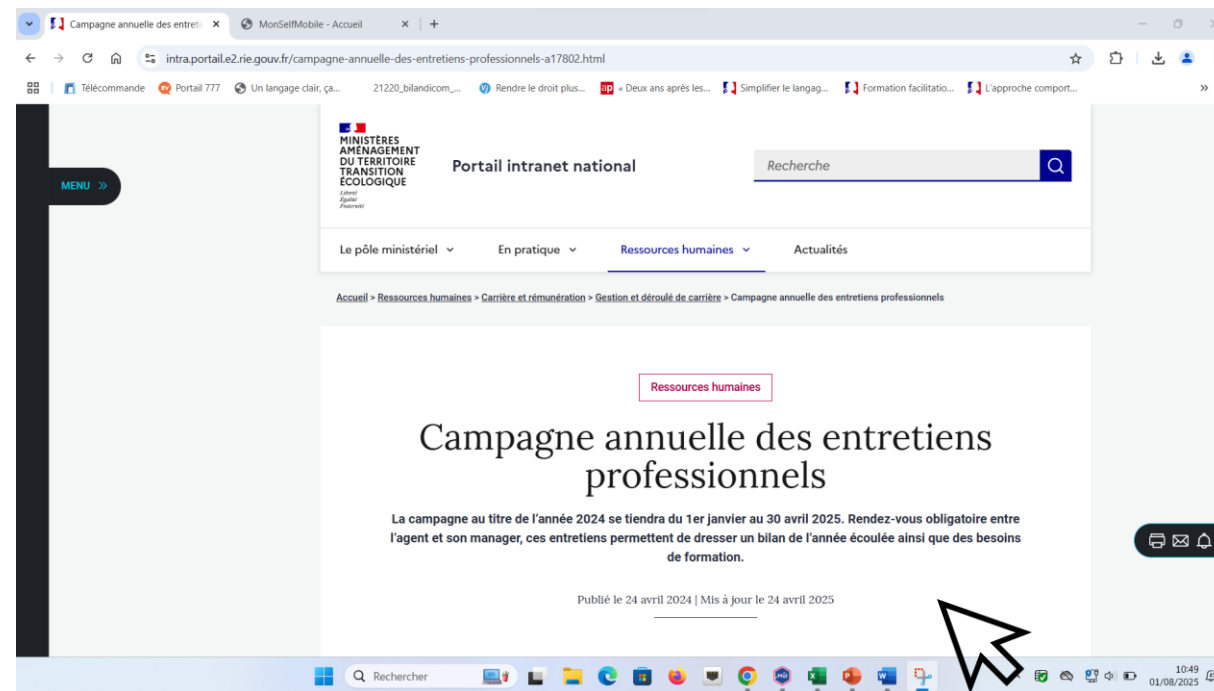 Campagne annuelle des entreti
MonSelfMobile - Accueil
intra.portail.e2.rie.gouv.fr/campagne-annuelle-des-entretiens-professionnels-a17802.html
Télécommande
Portail 777
Un langage clair, ça...
21220_bilandicom_...
Rendre le droit plus...
« Deux ans après les...
Simplifier le langag...
Formation facilitatio...
L'approche comport...
MENU »
MINISTÈRES
AMÉNAGEMENT
DU TERRITOIRE
TRANSITION
ÉCOLOGIQUE
Liberté
Égalité
Fraternité
Portail intranet national
Recherche
Le pôle ministériel
En pratique
Ressources humaines
Actualités
Accueil > Ressources humaines > Carrière et rémunération > Gestion et déroulé de carrière > Campagne annuelle des entretiens professionnels
Ressources humaines
Campagne annuelle des entretiens
professionnels
La campagne au titre de l'année 2024 se tiendra du 1er janvier au 30 avril 2025. Rendez-vous obligatoire entre
l'agent et son manager, ces entretiens permettent de dresser un bilan de l'année écoulée ainsi que des besoins
de formation.
Publié le 24 avril 2024 | Mis à jour le 24 avril 2025
Rechercher
10:49
01/08/2025